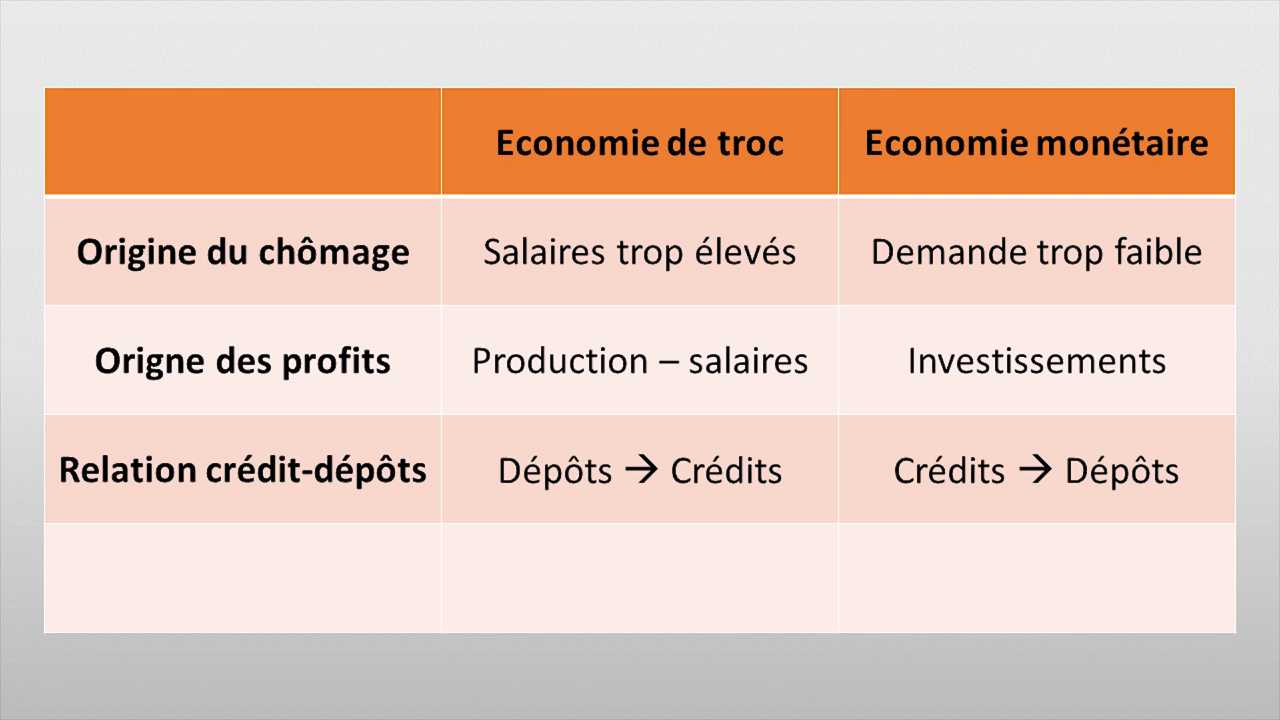 Economie de troc Economie monétaire
Origine du chômage Salaires trop élevés Demande trop faible
Origne des profits Production – salaires Investissements
Relation crédit-dépôts Dépôts → Crédits Crédits → Dépôts